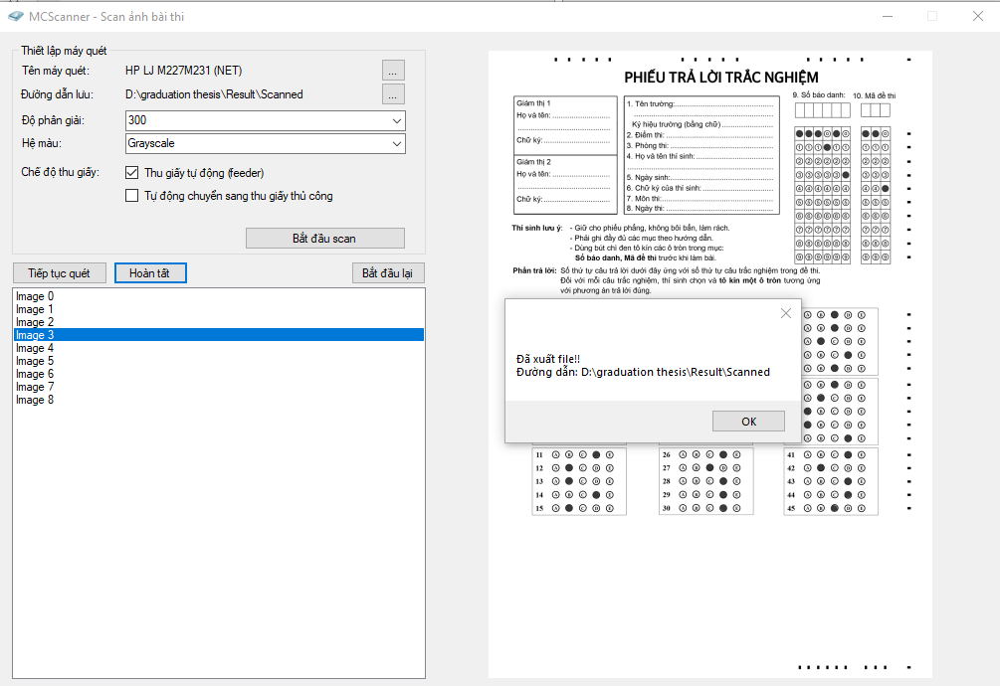 MCScanner - Scan ảnh bài thi
Thiết lập máy quét
Tên máy quét: HP LJ M227M231 (NET) ...
Đường dẫn lưu: D:\graduation thesis\Result\Scanned ...
Độ phân giải: 300
Hệ màu: Grayscale
Chế độ thu giấy: Thu giấy tự động (feeder)
Tự động chuyển sang thu giấy thủ công
Bắt đầu scan
Tiếp tục quét Hoàn tất Bắt đầu lại
Image 0
Image 1
Image 2
Image 3
Image 4
Image 5
Image 6
Image 7
Image 8
PHIẾU TRẢ LỜI TRẮC NGHIỆM
Giám thị 1
Họ và tên:
Chữ ký:
Giám thị 2
Họ và tên:
Chữ ký:
1. Tên trường:
Ký hiệu trường (bằng chữ)
2. Điểm thi:
3. Phòng thi:
4. Họ và tên thí sinh:
5. Ngày sinh:
6. Chữ ký của thí sinh:
7. Môn thi:
8. Ngày thi:
9. Số báo danh: 10. Mã đề thi
Thí sinh lưu ý: - Giữ cho phiếu phẳng, không bôi bẩn, làm rách.
- Phải ghi đầy đủ các mục theo hướng dẫn.
- Dùng bút chì đen tô kín các ô tròn trong mục:
Số báo danh, Mã đề thi trước khi làm bài.
Phần trả lời: Số thứ tự câu trả lời dưới đây ứng với số thứ tự câu trắc nghiệm trong đề thi.
Đối với mỗi câu trắc nghiệm, thí sinh chọn và tô kín một ô tròn tương ứng
với phương án trả lời đúng.
Đã xuất file!!
Đường dẫn: D:\graduation thesis\Result\Scanned
OK
11 A B C E 26 A B C E 41 A B C E
12 A C D E 27 A B D E 42 A C D E
13 A C D E 28 A B C E 43 A B C E
14 A B C E 29 A B C E 44 A B C E
15 A C D E 30 A B C E 45 A B D E